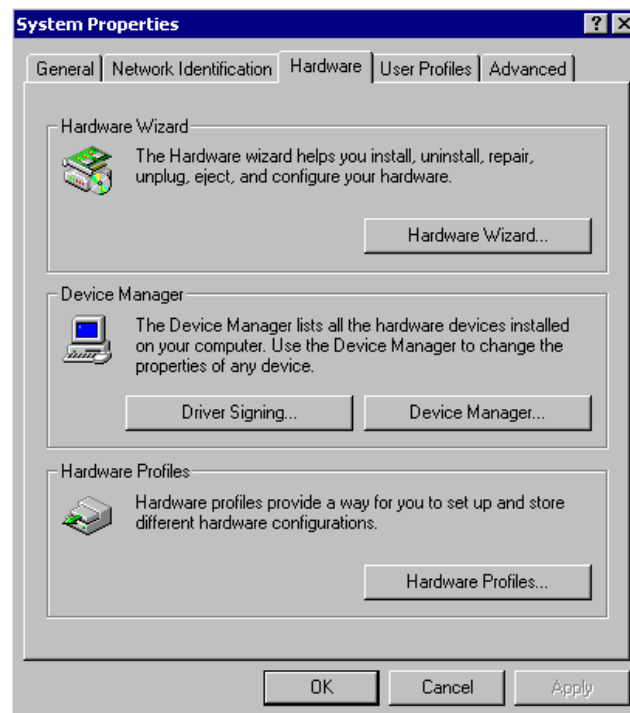 System Properties
General Network Identification Hardware User Profiles Advanced
Hardware Wizard
The Hardware wizard helps you install, uninstall, repair,
unplug, eject, and configure your hardware.
Hardware Wizard...
Device Manager
The Device Manager lists all the hardware devices installed
on your computer. Use the Device Manager to change the
properties of any device.
Driver Signing... Device Manager...
Hardware Profiles
Hardware profiles provide a way for you to set up and store
different hardware configurations.
Hardware Profiles...
OK Cancel Apply